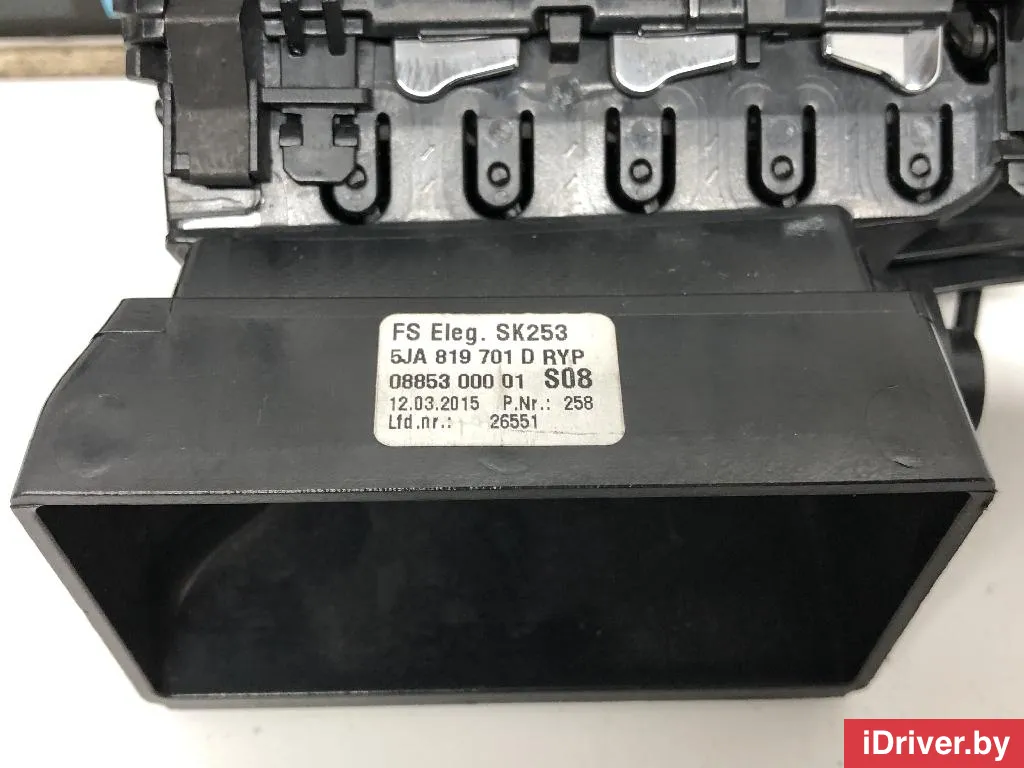 FS Eleg. SK253
5JA 819 701 D RYP
08853 000 01 S08
12.03.2015 P.Nr.: 258
Lfd.nr.: 26551
iDriver.by